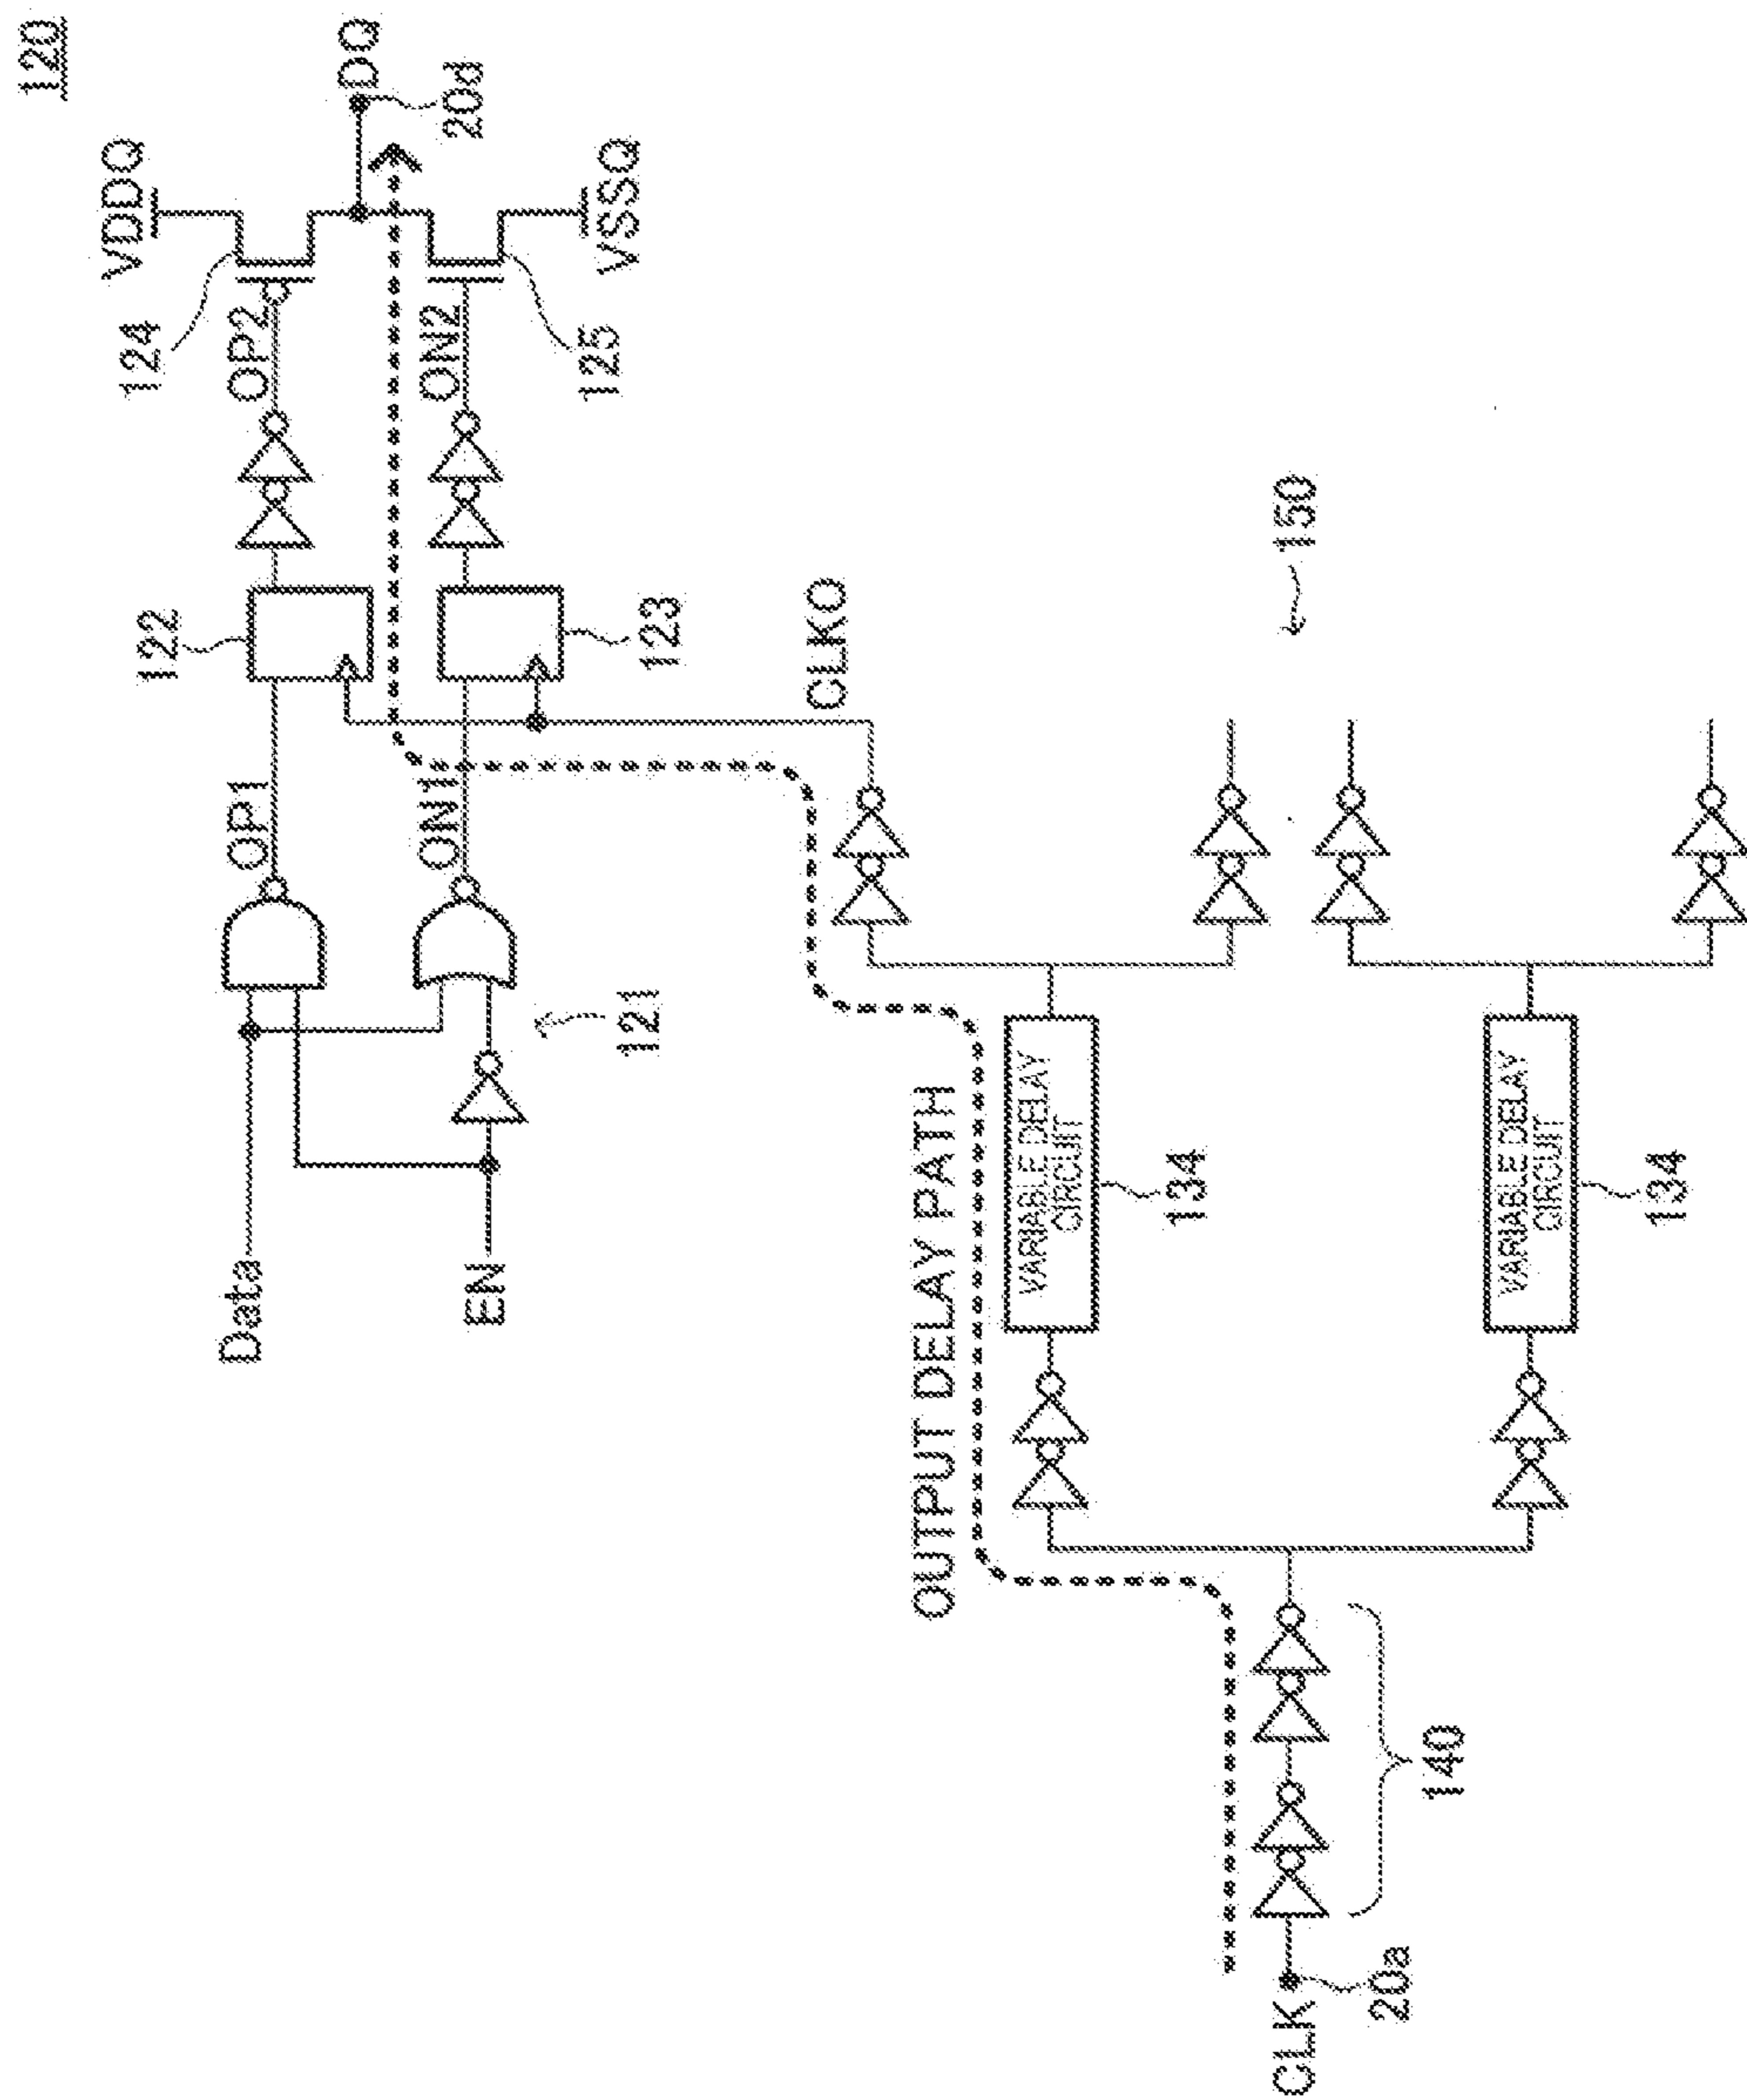 120
VDDQ
124
OP2
DQ
20d
ON2
125
VSSQ
122
123
OP1
ON1
CLKO
121
Data
EN
150
OUTPUT DELAY PATH
VARIABLE DELAY
CIRCUIT
134
VARIABLE DELAY
CIRCUIT
134
140
CLK
20a